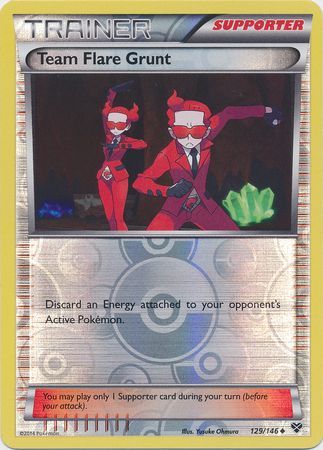 TRAINER
SUPPORTER
Team Flare Grunt
Discard an Energy attached to your opponent's
Active Pokémon.
You may play only 1 Supporter card during your turn (before
your attack).
©2014 Pokémon
Illus. Yusuke Ohmura
129/146